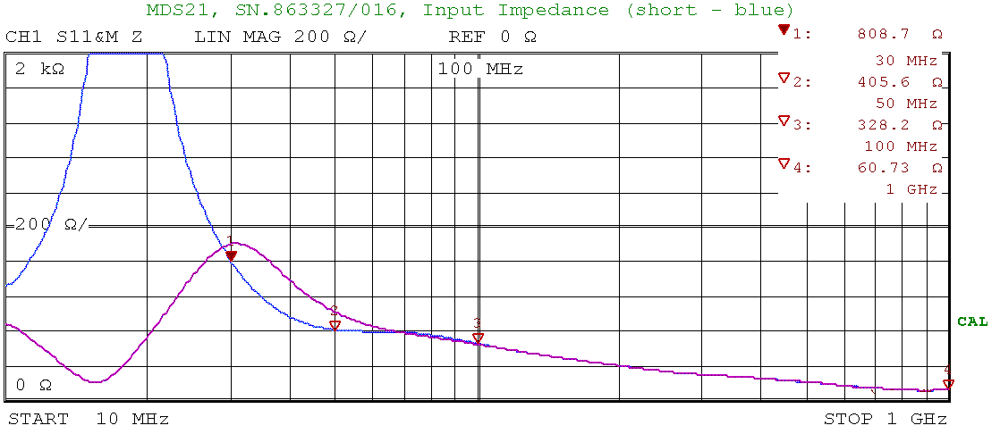 MDS21, SN.863327/016, Input Impedance (short - blue)
CH1 S11&M Z LIN MAG 200 Ω/ REF 0 Ω
1: 808.7 Ω
30 MHz
2: 405.6 Ω
50 MHz
3: 328.2 Ω
100 MHz
4: 60.73 Ω
1 GHz
2 kΩ
100 MHz
200 Ω/
1
2
3
4
CAL
0 Ω
START 10 MHz
STOP 1 GHz